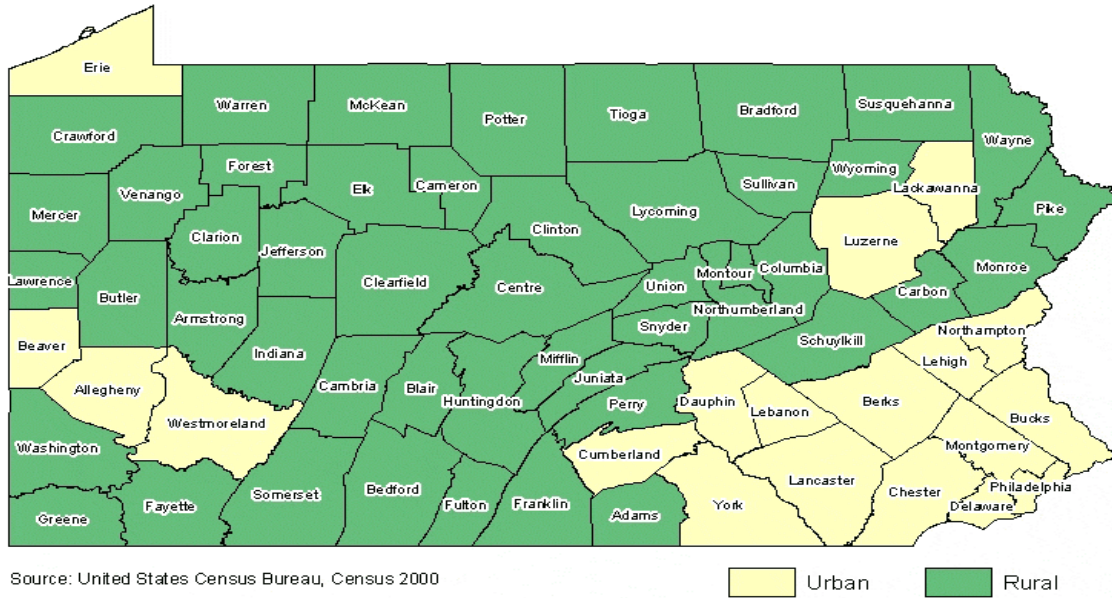 Erie
Warren
McKean
Potter
Tioga
Bradford
Susquehanna
Wayne
Crawford
Forest
Elk
Cameron
Sullivan
Wyoming
Lackawanna
Venango
Mercer
Pike
Lycoming
Clarion
Clinton
Luzerne
Jefferson
Columbia
Montour
Monroe
Lawrence
Clearfield
Centre
Union
Carbon
Butler
Armstrong
Northumberland
Snyder
Northampton
Beaver
Schuylkill
Indiana
Mifflin
Lehigh
Allegheny
Cambria
Blair
Juniata
Huntingdon
Perry
Dauphin
Lebanon
Berks
Bucks
Westmoreland
Washington
Montgomery
Cumberland
Lancaster
Philadelphia
Somerset
Bedford
Fulton
Franklin
York
Chester
Delaware
Fayette
Greene
Adams
Source: United States Census Bureau, Census 2000
Urban
Rural